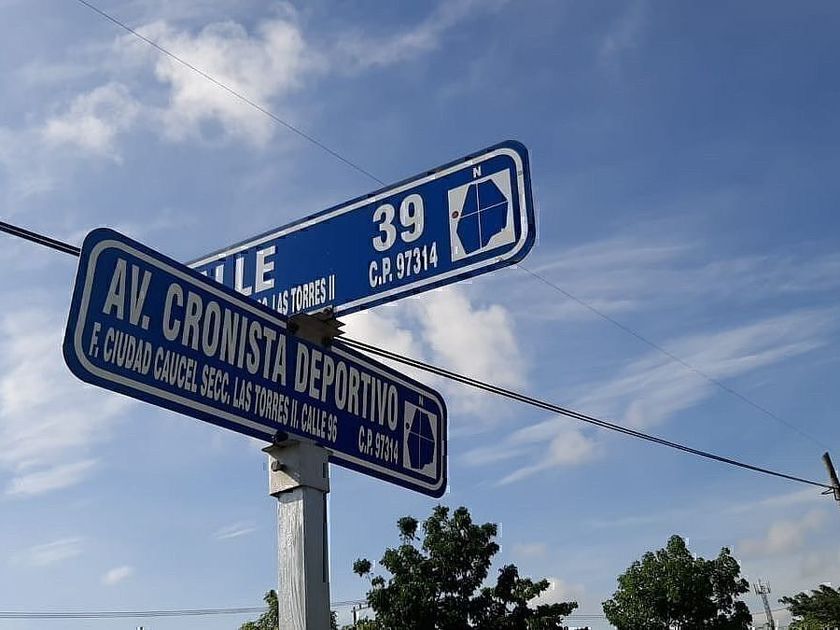 LLE 39
LAS TORRES II C.P. 97314
N
AV. CRONISTA DEPORTIVO
F. CIUDAD CAUCEL SECC. LAS TORRES II, CALLE 96 C.P. 97314
N